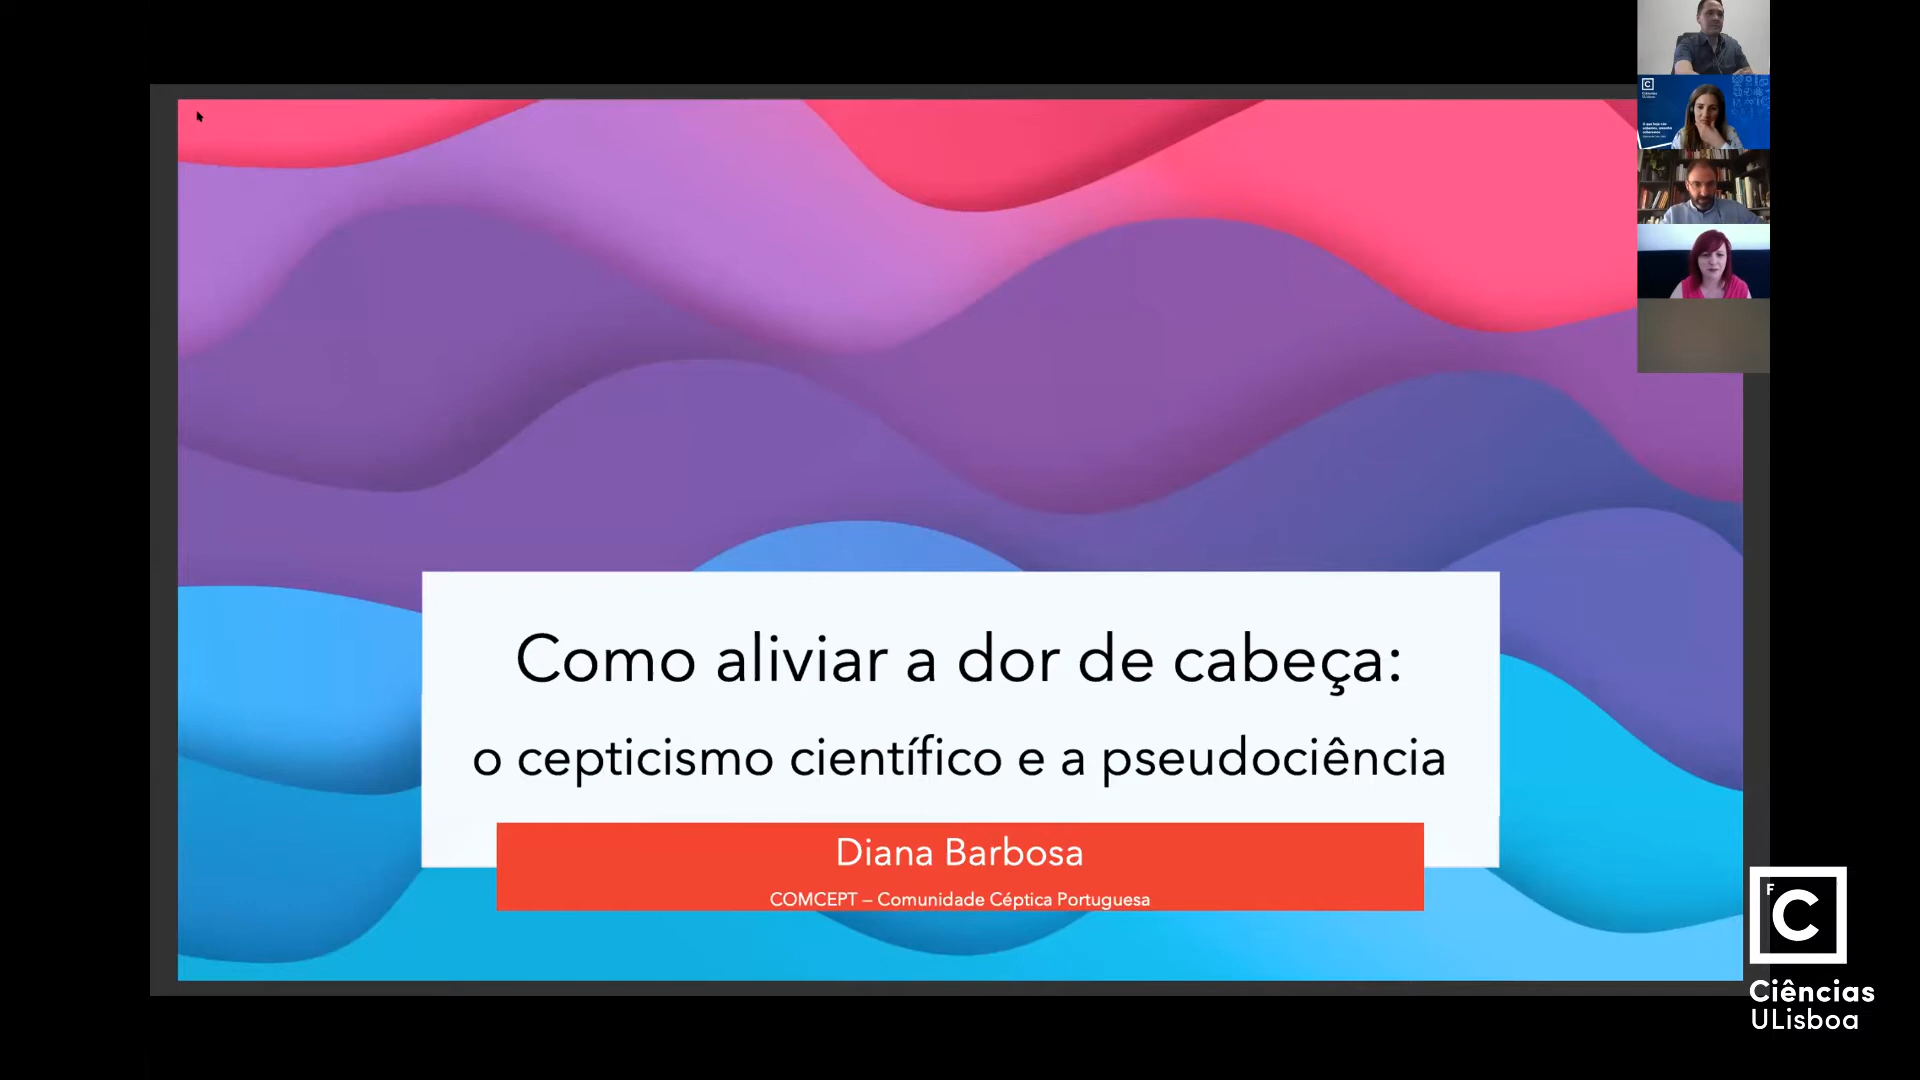 Como aliviar a dor de cabeça:
o cepticismo científico e a pseudociência
Diana Barbosa
COMCEPT – Comunidade Céptica Portuguesa
F
C
Ciências
ULisboa